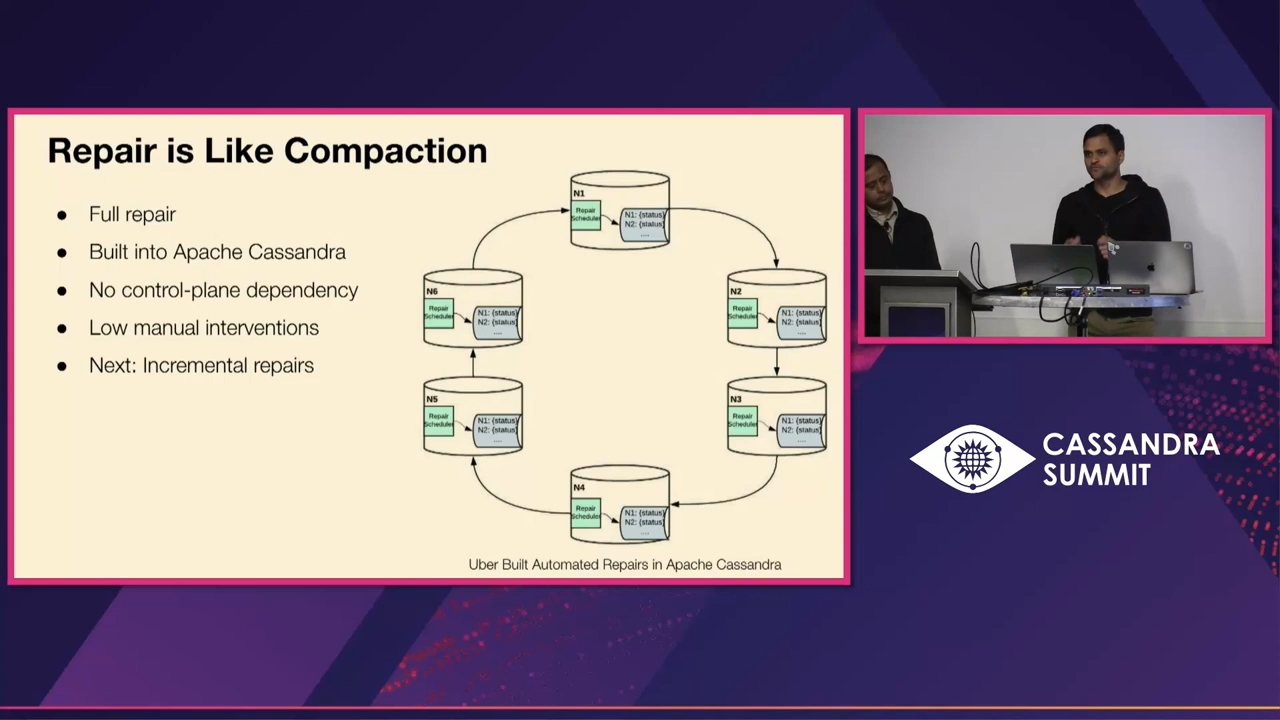 Repair is Like Compaction
● Full repair
● Built into Apache Cassandra
● No control-plane dependency
● Low manual interventions
● Next: Incremental repairs
N1
Repair
Scheduler
N1: {status}
N2: {status}
....
N6
Repair
Scheduler
N1: {status}
N2: {status}
....
N2
Repair
Scheduler
N1: {status}
N2: {status}
....
N5
Repair
Scheduler
N1: {status}
N2: {status}
....
N3
Repair
Scheduler
N1: {status}
N2: {status}
....
N4
Repair
Scheduler
N1: {status}
N2: {status}
....
Uber Built Automated Repairs in Apache Cassandra
CASSANDRA
SUMMIT